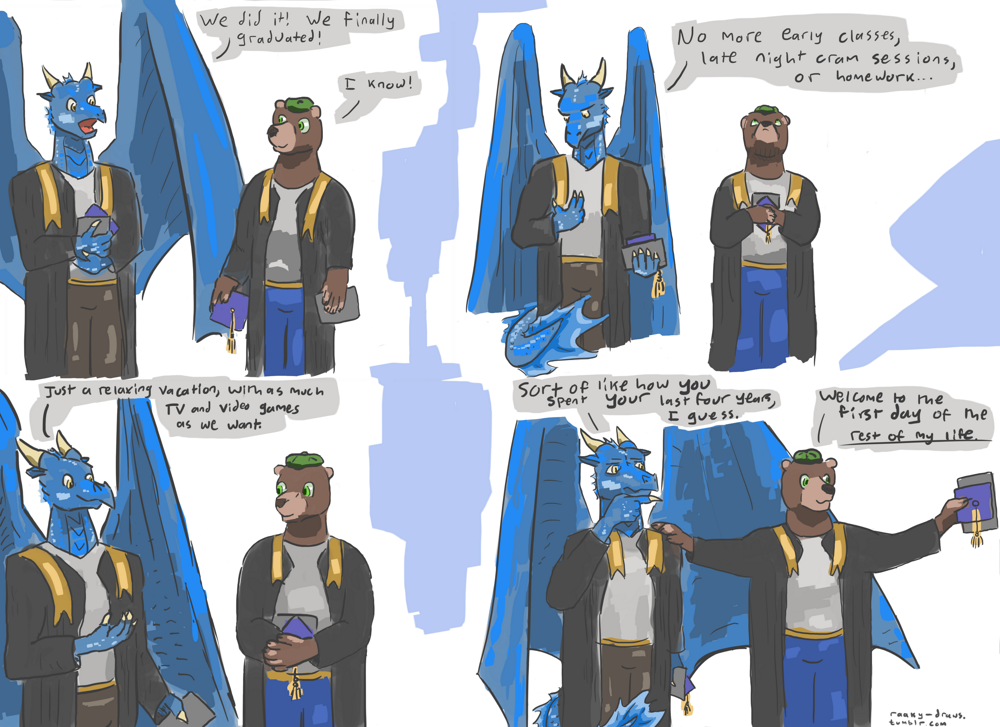 We did it! We finally
graduated!
I know!
No more early classes,
late night cram sessions,
or homework...
Just a relaxing vacation, with as much
TV and video games
as we want.
Sort of like how you
spent your last four years,
I guess.
Welcome to the
first day of the
rest of my life.
raaxy-draws.
tumblr.com